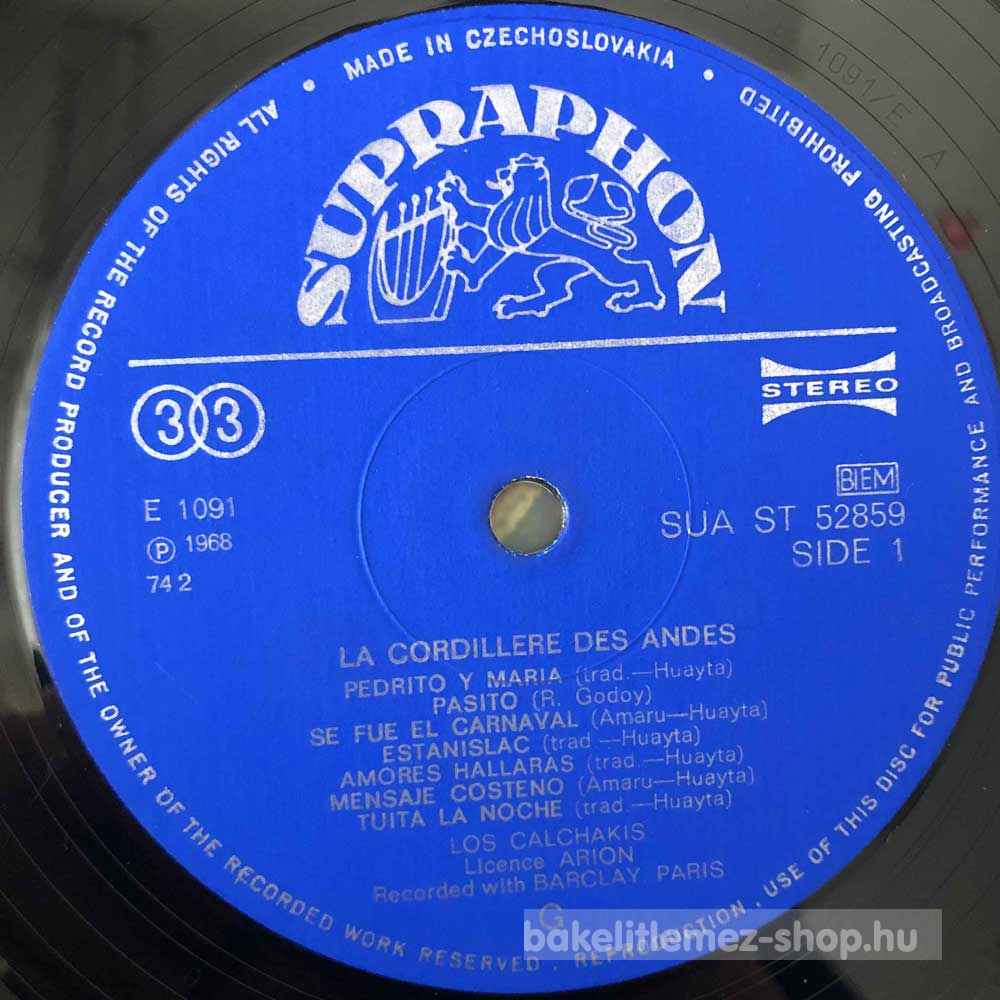 MADE IN CZECHOSLOVAKIA
ALL RIGHTS OF THE RECORD PRODUCER AND OF THE OWNER OF THE RECORDED WORK RESERVED. REPRODUCTION, USE OF THIS DISC FOR PUBLIC PERFORMANCE AND BROADCASTING PROHIBITED
1091/E A
SUPRAPHON
33
STEREO
BIEM
E 1091
SUA ST 52859
Ⓟ 1968
SIDE 1
74 2
LA CORDILLERE DES ANDES
PEDRITO Y MARIA (trad.—Huayta)
PASITO (R. Godoy)
SE FUE EL CARNAVAL (Amaru—Huayta)
ESTANISLAC (trad —Huayta)
AMORES HALLARAS (trad.—Huayta)
MENSAJE COSTENO (Amaru—Huayta)
TUITA LA NOCHE (trad.—Huayta)
LOS CALCHAKIS
Licence ARION
Recorded with BARCLAY PARIS
G
bakelitlemez-shop.hu